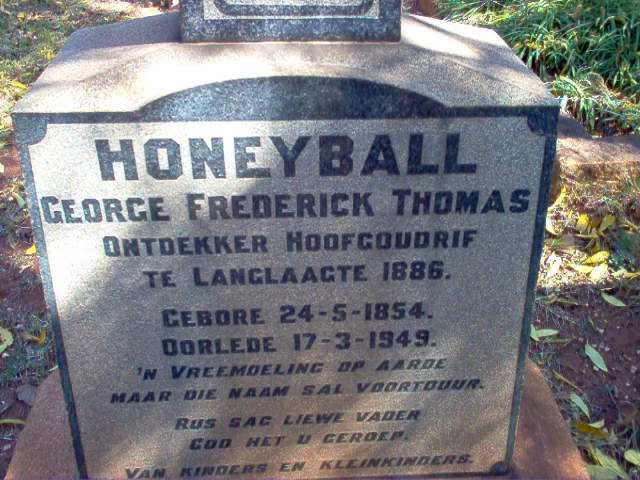 HONEYBALL
GEORGE FREDERICK THOMAS
ONTDEKKER HOOFGOUDRIF
TE LANGLAAGTE 1886.
GEBORE 24-5-1854.
OORLEDE 17-3-1949.
'N VREEMDELING OP AARDE
MAAR DIE NAAM SAL VOORTDUUR.
RUS SAG LIEWE VADER
GOD HET U GEROEP.
VAN KINDERS EN KLEINKINDERS.